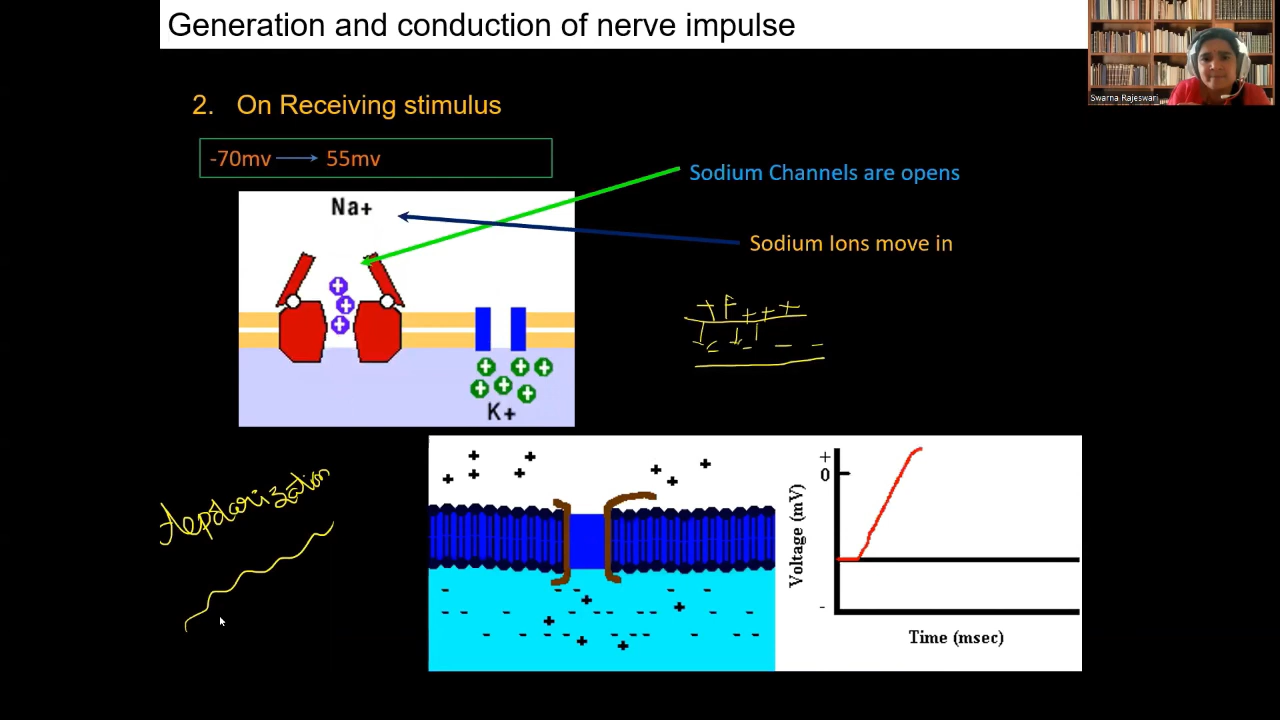 Generation and conduction of nerve impulse
Swarna Rajeswari
2. On Receiving stimulus
-70mv 55mv
Sodium Channels are opens
Na+
Sodium Ions move in
+ + + +
K+
+
0
Voltage (mV)
-
Time (msec)